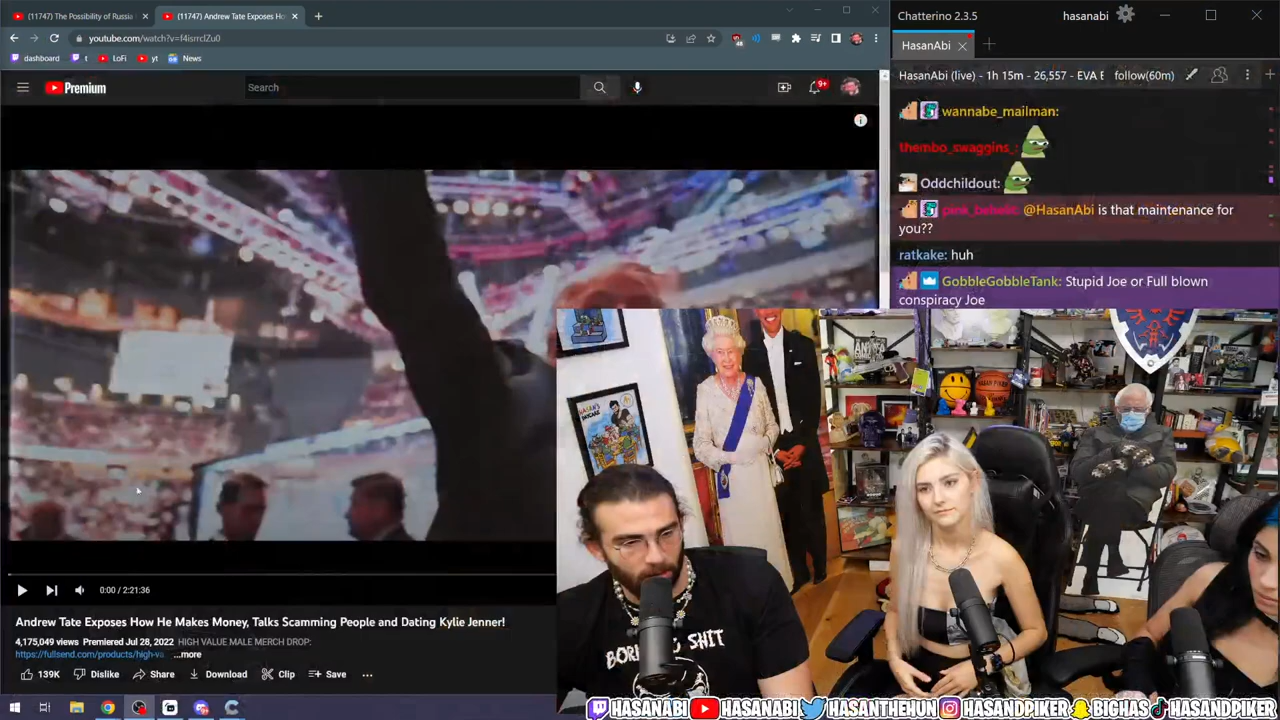 (11747) The Possibility of Russia
(11747) Andrew Tate Exposes Ho
youtube.com/watch?v=f4isrrclZu0
dashboard
t
LoFi
yt
News
Premium
Search
9+
0:00 / 2:21:36
Andrew Tate Exposes How He Makes Money, Talks Scamming People and Dating Kylie Jenner!
4,175,049 views Premiered Jul 28, 2022 HIGH VALUE MALE MERCH DROP:
https://fullsend.com/products/high-va ...more
139K
Dislike
Share
Download
Clip
Save
Chatterino 2.3.5
hasanabi
HasanAbi
HasanAbi (live) - 1h 15m - 26,557 - EVA E
follow(60m)
wannabe_mailman:
thembo_swaggins_:
Oddchildout:
@HasanAbi is that maintenance for
you??
ratkake: huh
GobbleGobbleTank: Stupid Joe or Full blown
conspiracy Joe
HASANABI
HASANABI
HASANTHEHUN
HASANDPIKER
BIGHAS
HASANDPIKER